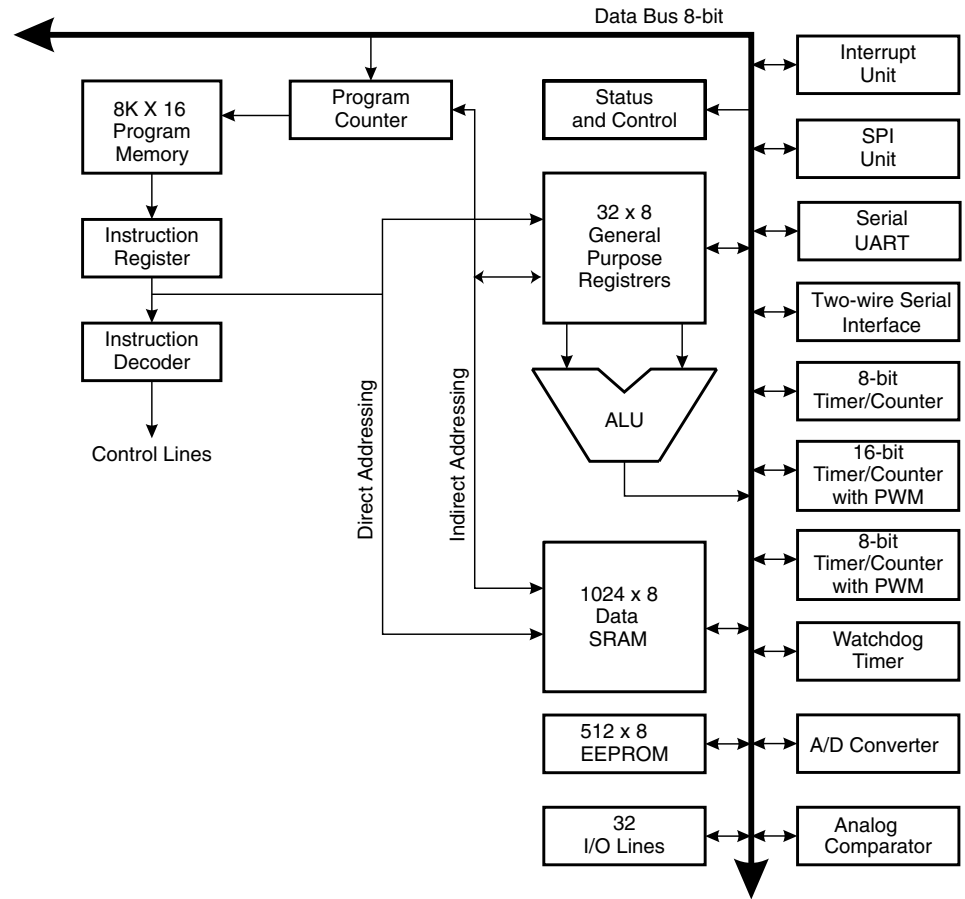 Data Bus 8-bit
8K X 16
Program
Memory
Program
Counter
Status
and Control
Interrupt
Unit
SPI
Unit
Instruction
Register
32 x 8
General
Purpose
Registrers
Serial
UART
Two-wire Serial
Interface
Instruction
Decoder
Control Lines
Direct Addressing
Indirect Addressing
ALU
8-bit
Timer/Counter
16-bit
Timer/Counter
with PWM
8-bit
Timer/Counter
with PWM
1024 x 8
Data
SRAM
Watchdog
Timer
512 x 8
EEPROM
A/D Converter
32
I/O Lines
Analog
Comparator